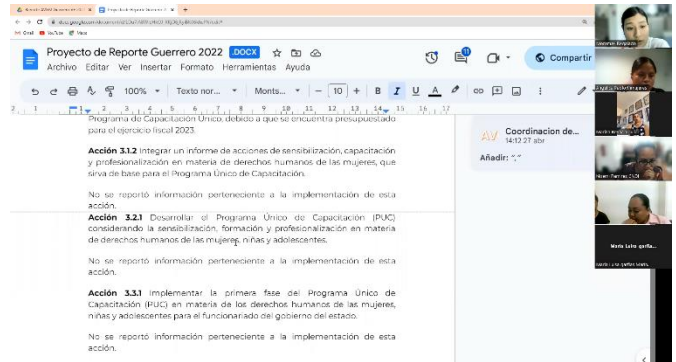 Proyecto de Reporte Guerrero 2022 .DOCX
Archivo Editar Ver Insertar Formato Herramientas Ayuda
Compartir
100% Texto nor... Monts... 10 B I U A
Programa de Capacitación Único, debido a que se encuentra presupuestado
para el ejercicio fiscal 2023.
Acción 3.1.2 Integrar un informe de acciones de sensibilización, capacitación
y profesionalización en materia de derechos humanos de las mujeres, que
sirva de base para el Programa Único de Capacitación.
No se reportó información perteneciente a la implementación de esta
acción.
Acción 3.2.1 Desarrollar el Programa Único de Capacitación (PUC)
considerando la sensibilización, formación y profesionalización en materia
de derechos humanos de las mujeres, niñas y adolescentes.
No se reportó información perteneciente a la implementación de esta
acción.
Acción 3.3.1 Implementar la primera fase del Programa Único de
Capacitación (PUC) en materia de los derechos humanos de las mujeres,
niñas y adolescentes para el funcionariado del gobierno del estado.
No se reportó información perteneciente a la implementación de esta
acción.
AV Coordinacion de...
14:12 27 abr
Añadir: “,”